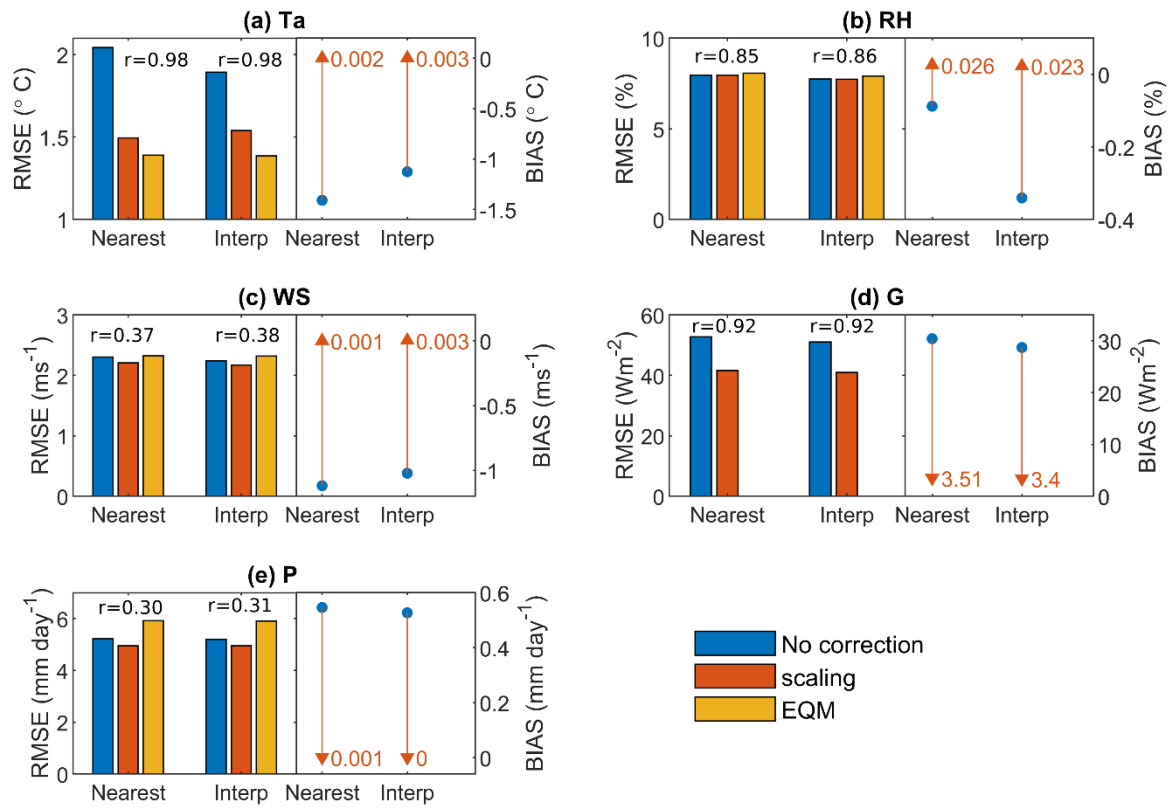 (a) Ta
RMSE (° C)
2
1.5
1
r=0.98
r=0.98
0.002
0.003
0
-0.5
-1
-1.5
BIAS (° C)
Nearest
Interp
Nearest
Interp
(b) RH
RMSE (%)
10
5
0
r=0.85
r=0.86
0.026
0.023
0
-0.2
-0.4
BIAS (%)
Nearest
Interp
Nearest
Interp
(c) WS
RMSE (ms⁻¹)
3
2
1
0
r=0.37
r=0.38
0.001
0.003
0
-0.5
-1
BIAS (ms⁻¹)
Nearest
Interp
Nearest
Interp
(d) G
RMSE (Wm⁻²)
60
40
20
0
r=0.92
r=0.92
3.51
3.4
30
20
10
0
BIAS (Wm⁻²)
Nearest
Interp
Nearest
Interp
(e) P
RMSE (mm day⁻¹)
6
4
2
0
r=0.30
r=0.31
0.001
0
0.6
0.4
0.2
0
BIAS (mm day⁻¹)
Nearest
Interp
Nearest
Interp
No correction
scaling
EQM